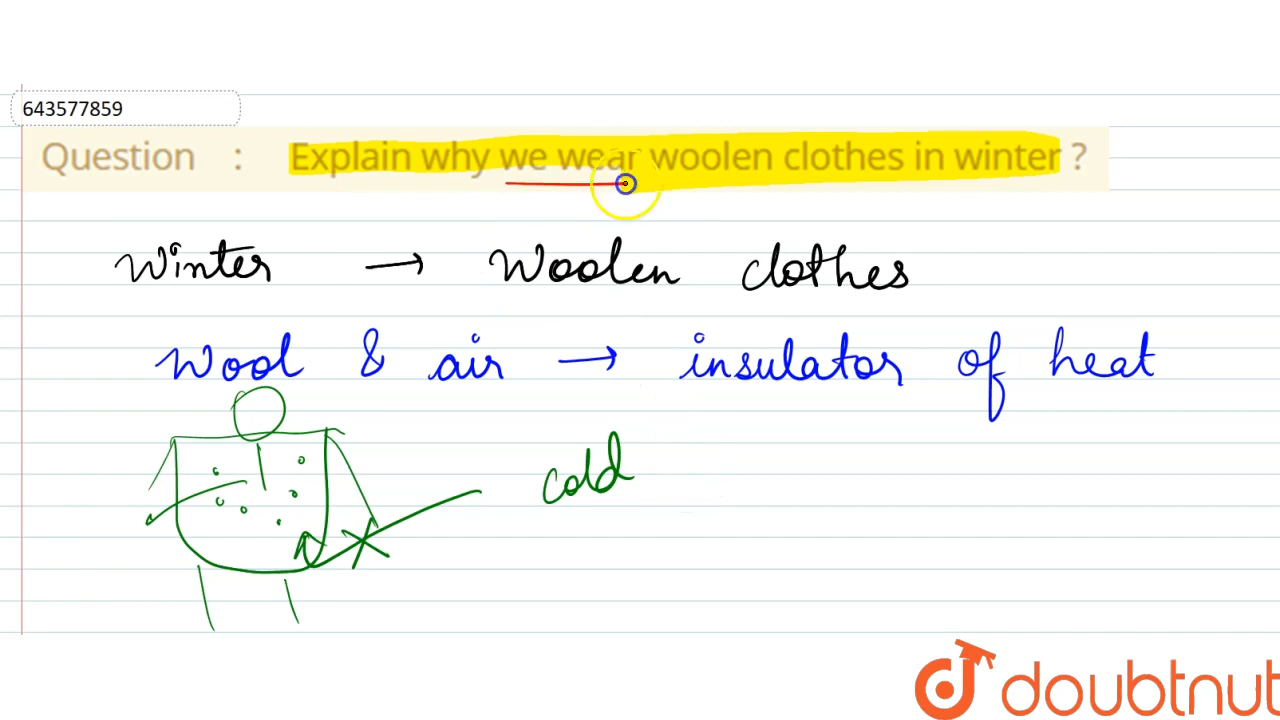 643577859
Question : Explain why we wear woolen clothes in winter ?
Winter → Woolen clothes
Wool & air → insulator of heat
cold
doubtnut